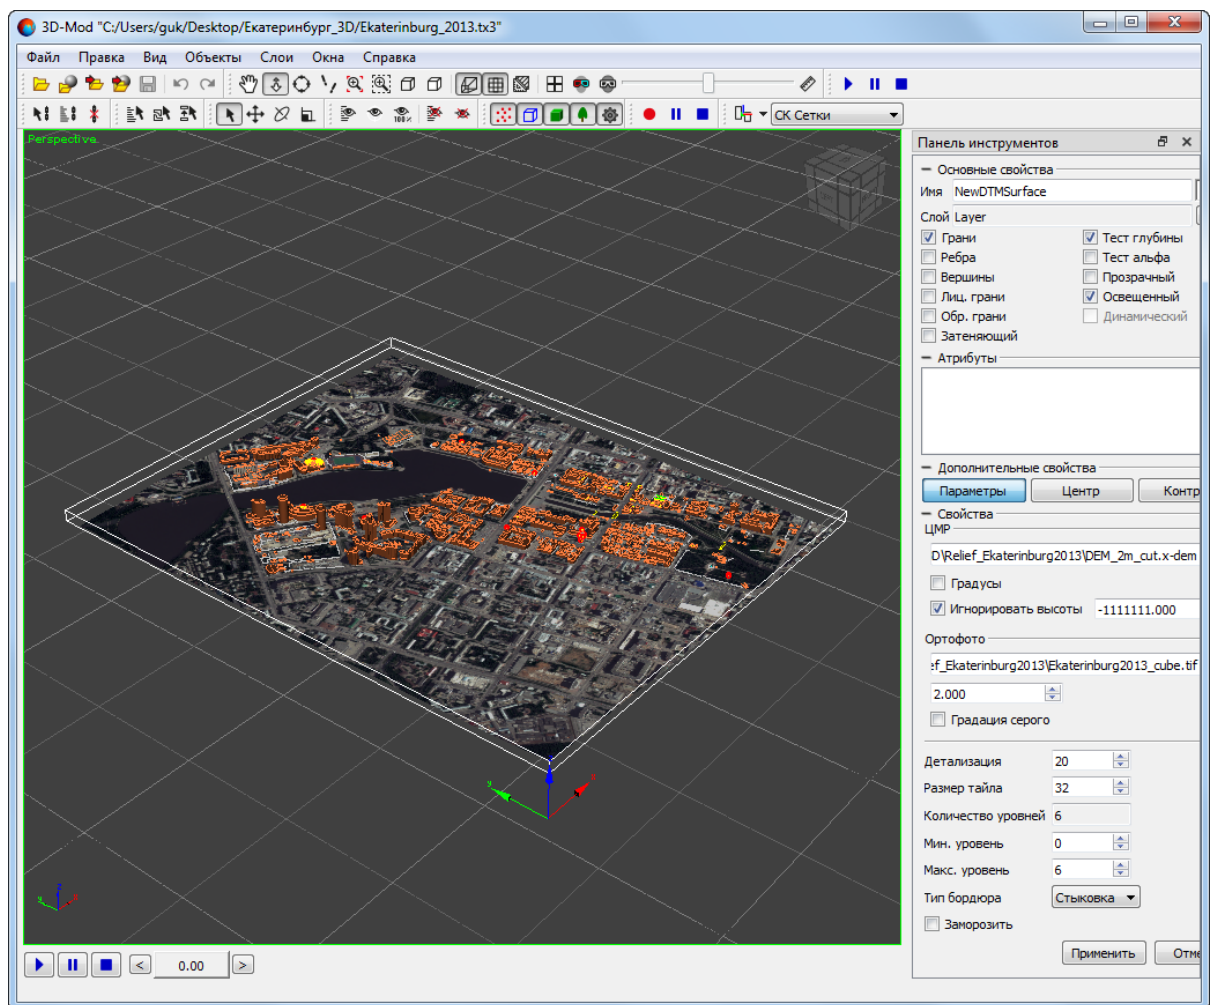 3D-Mod "C:/Users/guk/Desktop/Екатеринбург_3D/Ekaterinburg_2013.tx3"
Файл Правка Вид Объекты Слои Окна Справка
100%
СК Сетки
Perspective
Панель инструментов
Основные свойства
Имя NewDTMSurface
Слой Layer
Грани Тест глубины
Ребра Тест альфа
Вершины Прозрачный
Лиц. грани Освещенный
Обр. грани Динамический
Затеняющий
Атрибуты
Дополнительные свойства
Параметры Центр Контр
Свойства
ЦМР
D\Relief_Ekaterinburg2013\DEM_2m_cut.x-dem
Градусы
Игнорировать высоты -1111111.000
Ортофото
ef_Ekaterinburg2013\Ekaterinburg2013_cube.tif
2.000
Градация серого
Детализация 20
Размер тайла 32
Количество уровней 6
Мин. уровень 0
Макс. уровень 6
Тип бордюра Стыковка
Заморозить
Применить Отме
< 0.00 >
y x
z
y x